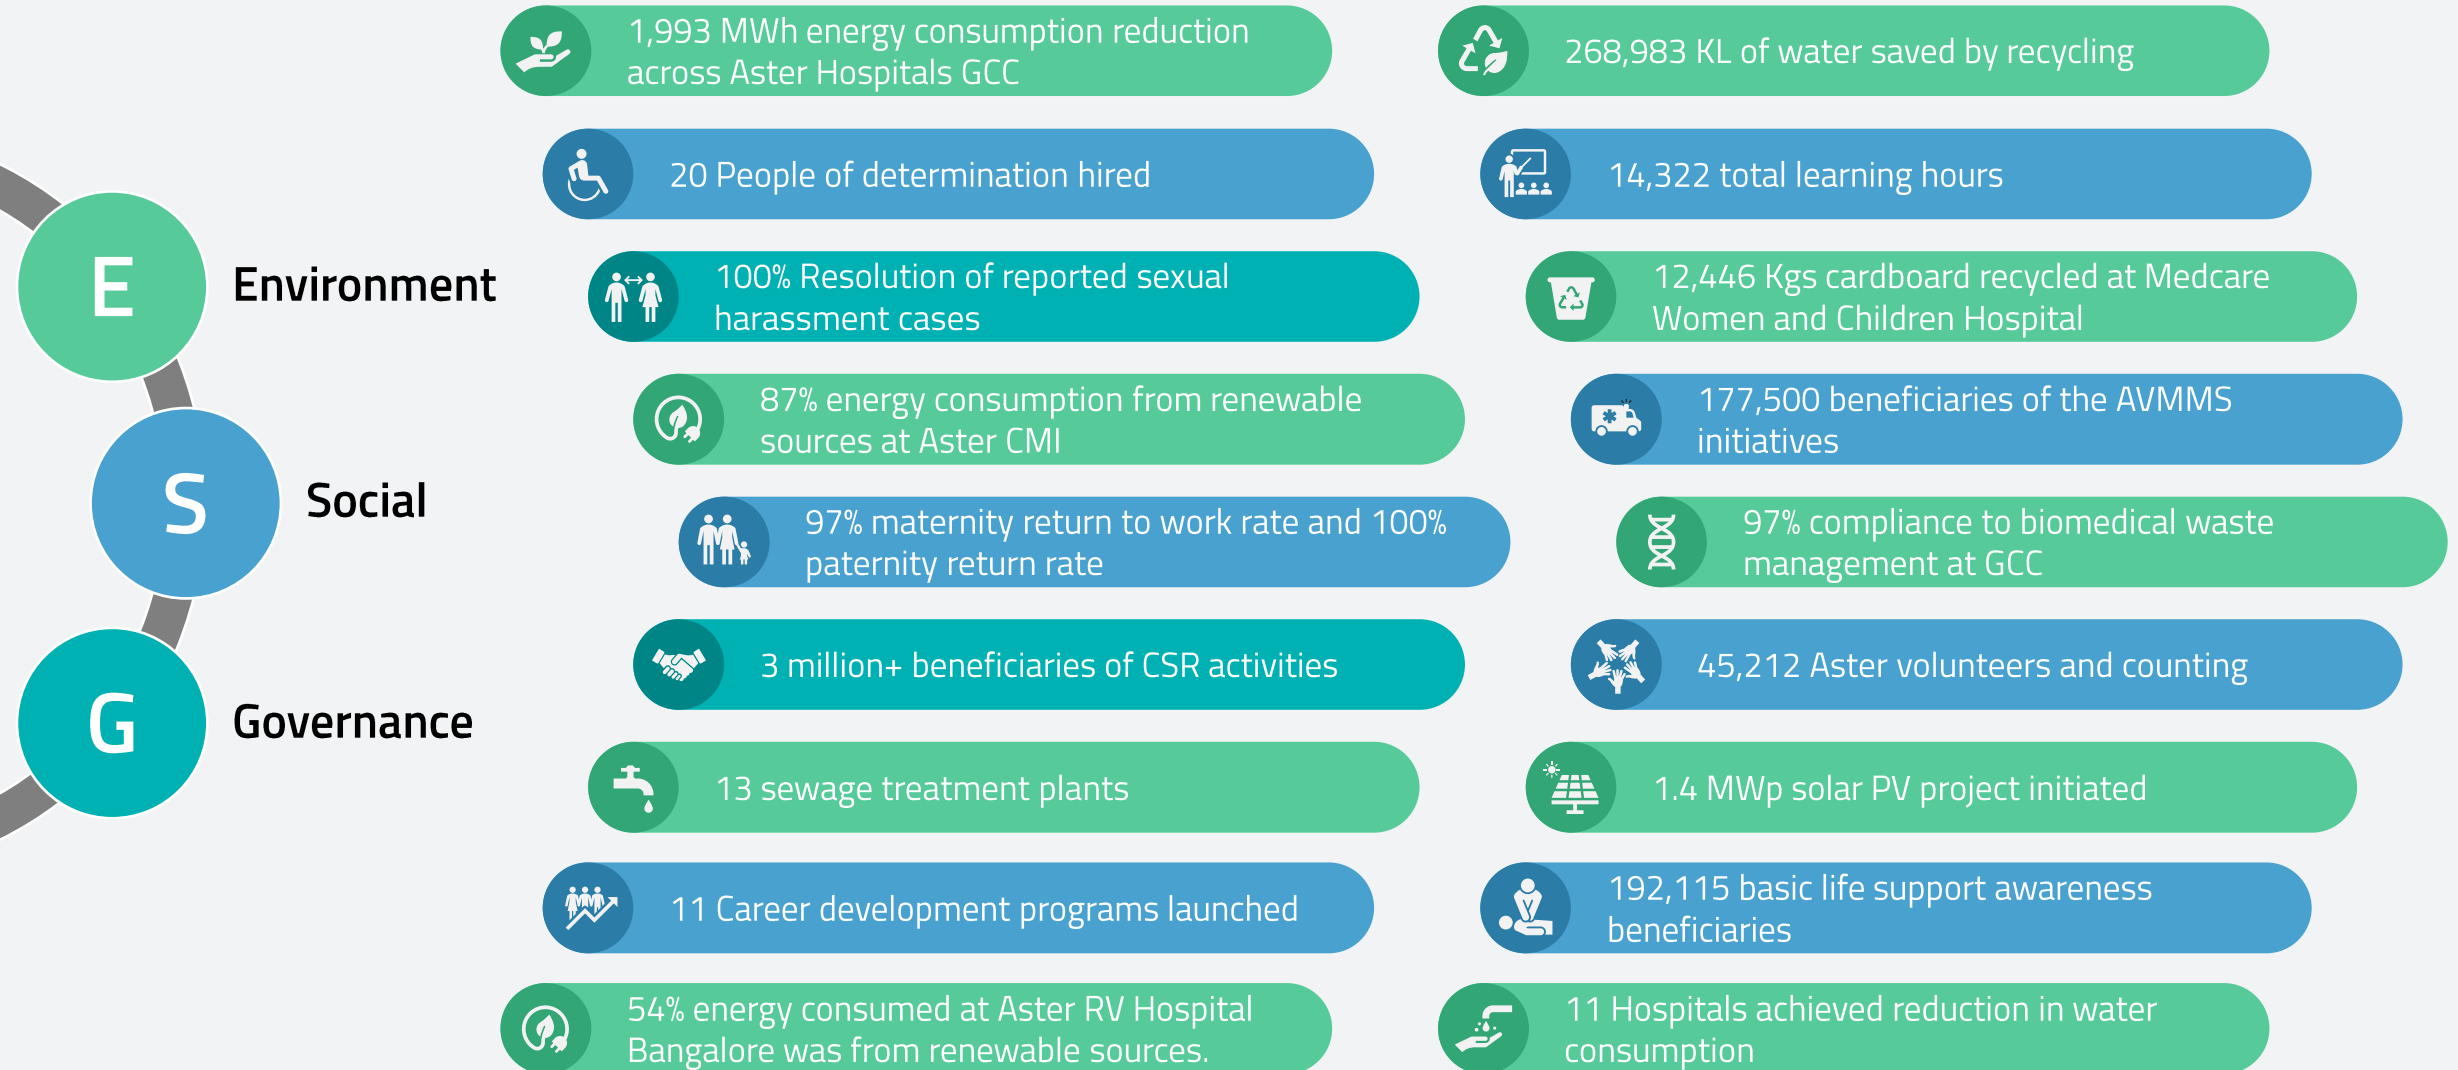 E
Environment
S
Social
G
Governance
1,993 MWh energy consumption reduction
across Aster Hospitals GCC
20 People of determination hired
100% Resolution of reported sexual
harassment cases
87% energy consumption from renewable
sources at Aster CMI
97% maternity return to work rate and 100%
paternity return rate
3 million+ beneficiaries of CSR activities
13 sewage treatment plants
11 Career development programs launched
54% energy consumed at Aster RV Hospital
Bangalore was from renewable sources.
268,983 KL of water saved by recycling
14,322 total learning hours
12,446 Kgs cardboard recycled at Medcare
Women and Children Hospital
177,500 beneficiaries of the AVMMS
initiatives
97% compliance to biomedical waste
management at GCC
45,212 Aster volunteers and counting
1.4 MWp solar PV project initiated
192,115 basic life support awareness
beneficiaries
11 Hospitals achieved reduction in water
consumption